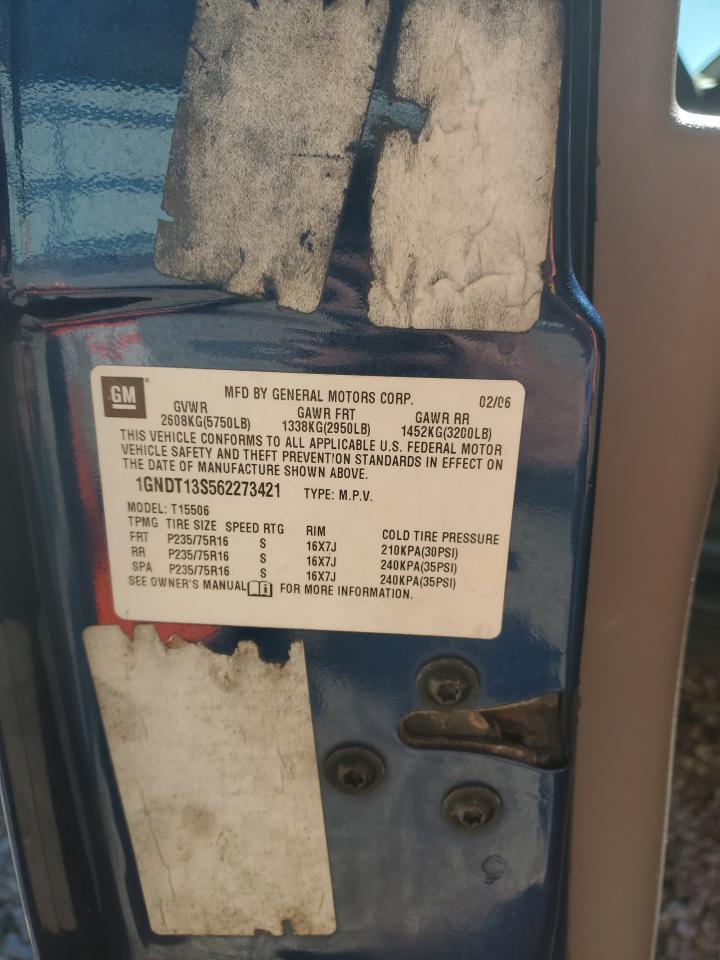 GM
MFD BY GENERAL MOTORS CORP. 02/06
GVWR GAWR FRT GAWR RR
2608KG(5750LB) 1338KG(2950LB) 1452KG(3200LB)
THIS VEHICLE CONFORMS TO ALL APPLICABLE U.S. FEDERAL MOTOR
VEHICLE SAFETY AND THEFT PREVENTION STANDARDS IN EFFECT ON
THE DATE OF MANUFACTURE SHOWN ABOVE.
1GNDT13S562273421 TYPE: M.P.V.
MODEL: T15506
TPMG TIRE SIZE SPEED RTG RIM COLD TIRE PRESSURE
FRT P235/75R16 S 16X7J 210KPA(30PSI)
RR P235/75R16 S 16X7J 240KPA(35PSI)
SPA P235/75R16 S 16X7J 240KPA(35PSI)
SEE OWNER'S MANUAL i FOR MORE INFORMATION.